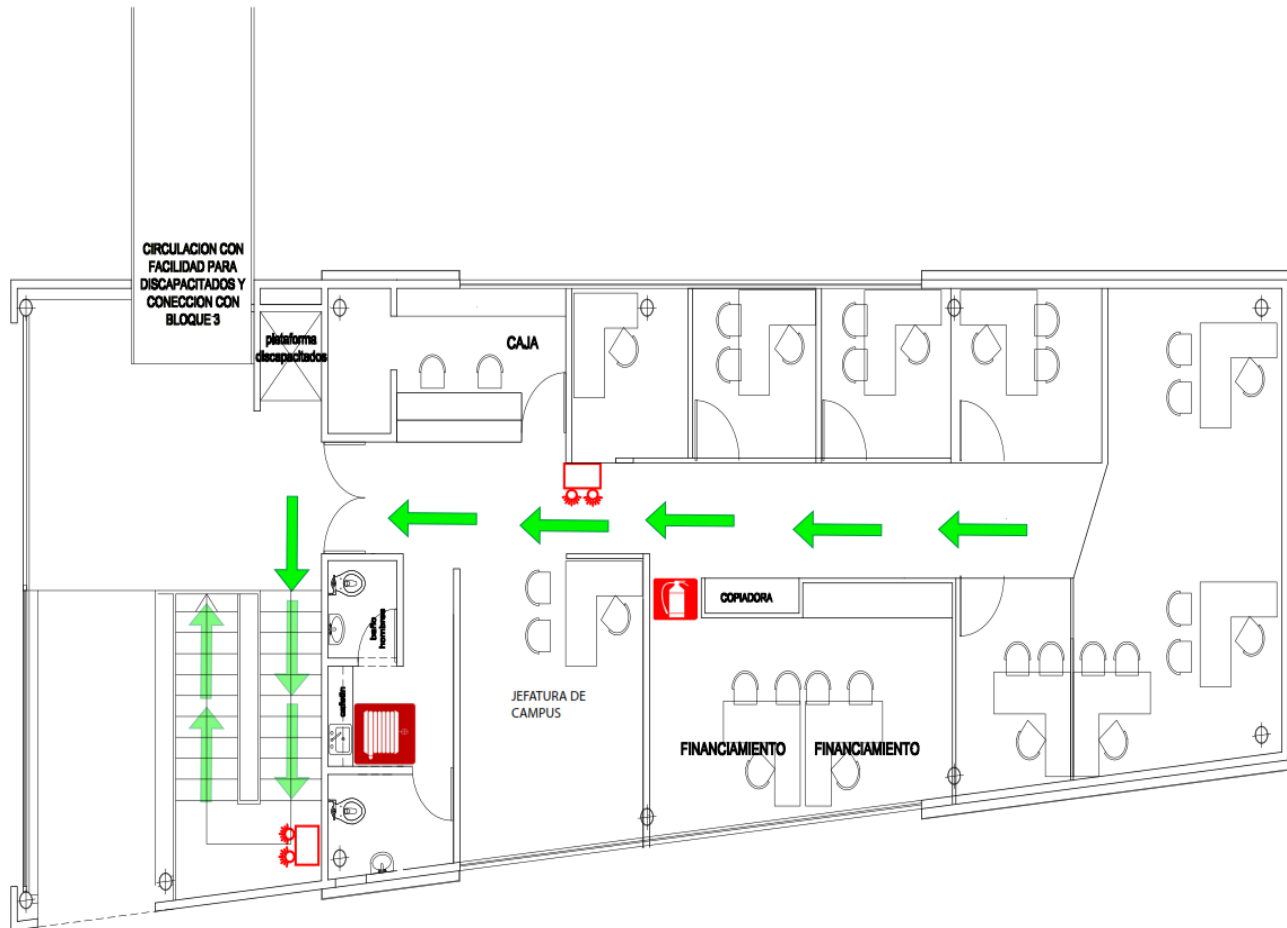 CIRCULACION CON
FACILIDAD PARA
DISCAPACITADOS Y
CONECCION CON
BLOQUE 3
plataforma
discapacitados
CAJA
COPIADORA
baño
hombres
cafetin
JEFATURA DE
CAMPUS
FINANCIAMIENTO
FINANCIAMIENTO